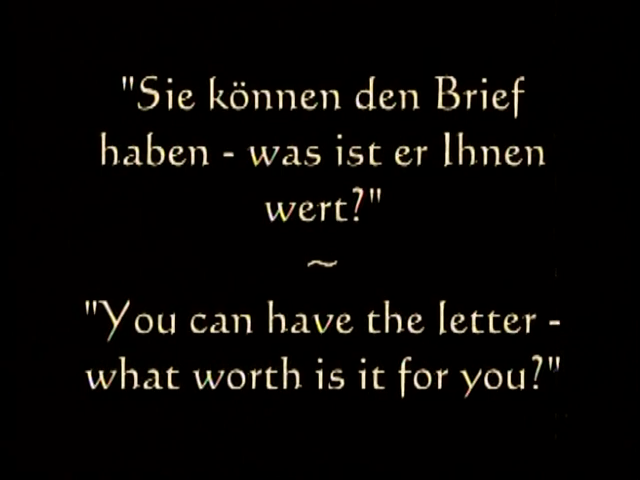 "Sie können den Brief
haben - was ist er Ihnen
wert?"
~
"You can have the letter -
what worth is it for you?"